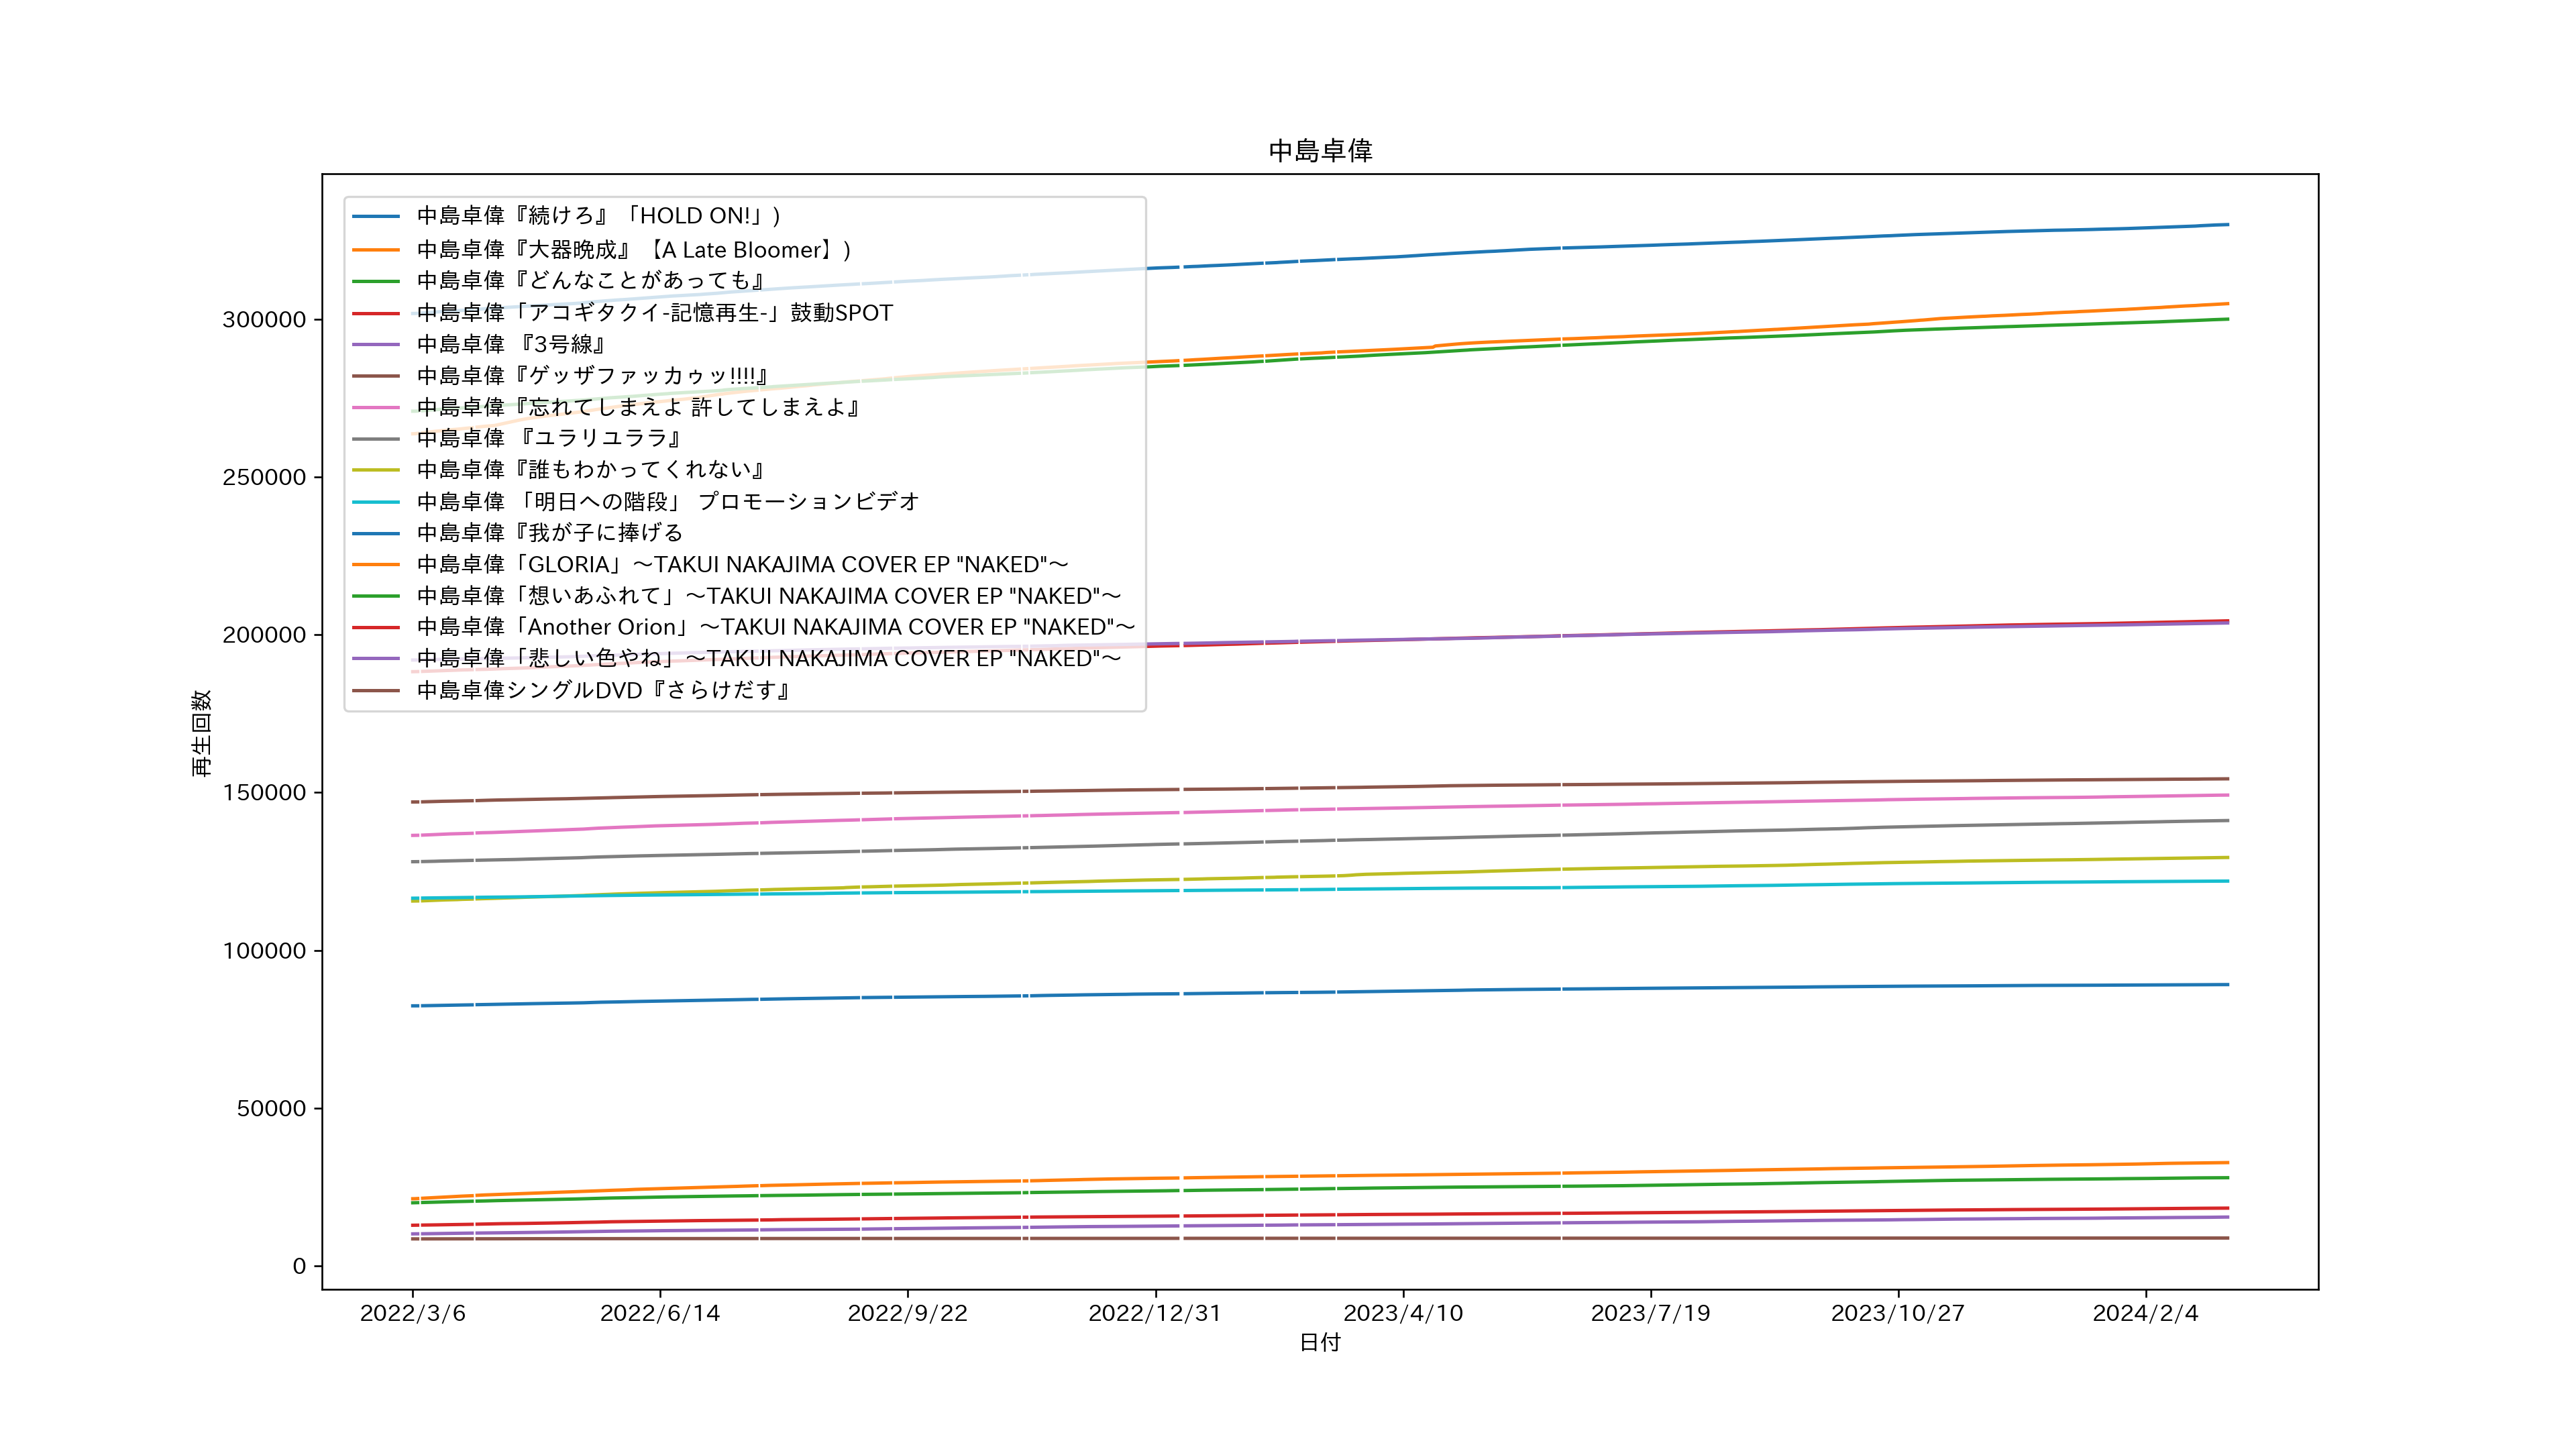 中島卓偉
中島卓偉『続けろ』「HOLD ON!」)
中島卓偉『大器晩成』【A Late Bloomer】)
中島卓偉『どんなことがあっても』
中島卓偉「アコギタクイ-記憶再生-」鼓動SPOT
中島卓偉 『3号線』
中島卓偉『ゲッザファッカゥッ!!!!』
中島卓偉『忘れてしまえよ 許してしまえよ』
中島卓偉 『ユラリユララ』
中島卓偉『誰もわかってくれない』
中島卓偉 「明日への階段」 プロモーションビデオ
中島卓偉『我が子に捧げる
中島卓偉「GLORIA」～TAKUI NAKAJIMA COVER EP "NAKED"～
中島卓偉「想いあふれて」～TAKUI NAKAJIMA COVER EP "NAKED"～
中島卓偉「Another Orion」～TAKUI NAKAJIMA COVER EP "NAKED"～
中島卓偉「悲しい色やね」～TAKUI NAKAJIMA COVER EP "NAKED"～
中島卓偉シングルDVD『さらけだす』
300000
250000
200000
150000
100000
50000
0
再生回数
2022/3/6
2022/6/14
2022/9/22
2022/12/31
2023/4/10
2023/7/19
2023/10/27
2024/2/4
日付